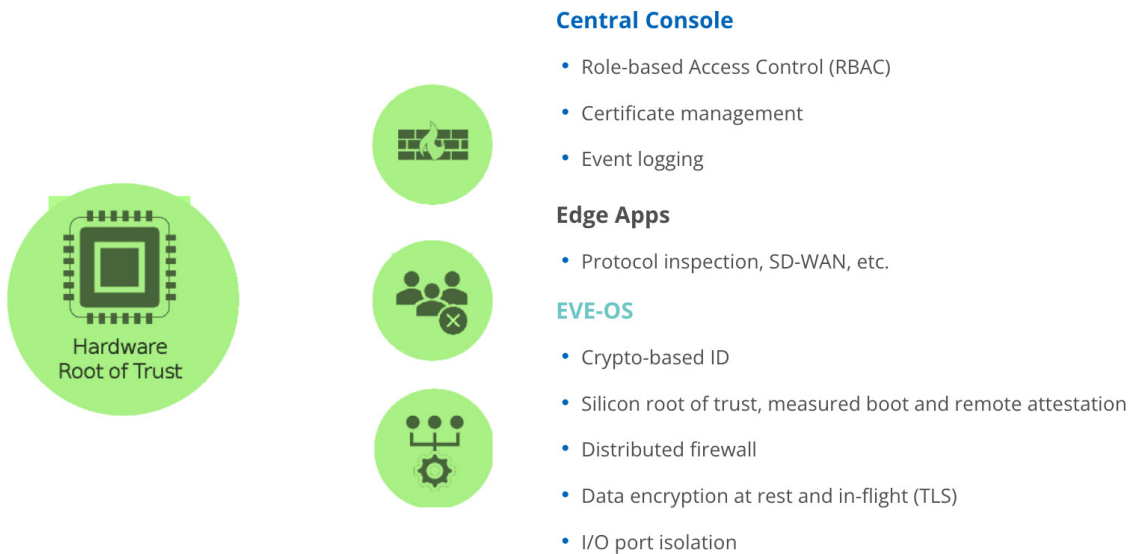 Hardware
Root of Trust
Central Console
• Role-based Access Control (RBAC)
• Certificate management
• Event logging
Edge Apps
• Protocol inspection, SD-WAN, etc.
EVE-OS
• Crypto-based ID
• Silicon root of trust, measured boot and remote attestation
• Distributed firewall
• Data encryption at rest and in-flight (TLS)
• I/O port isolation